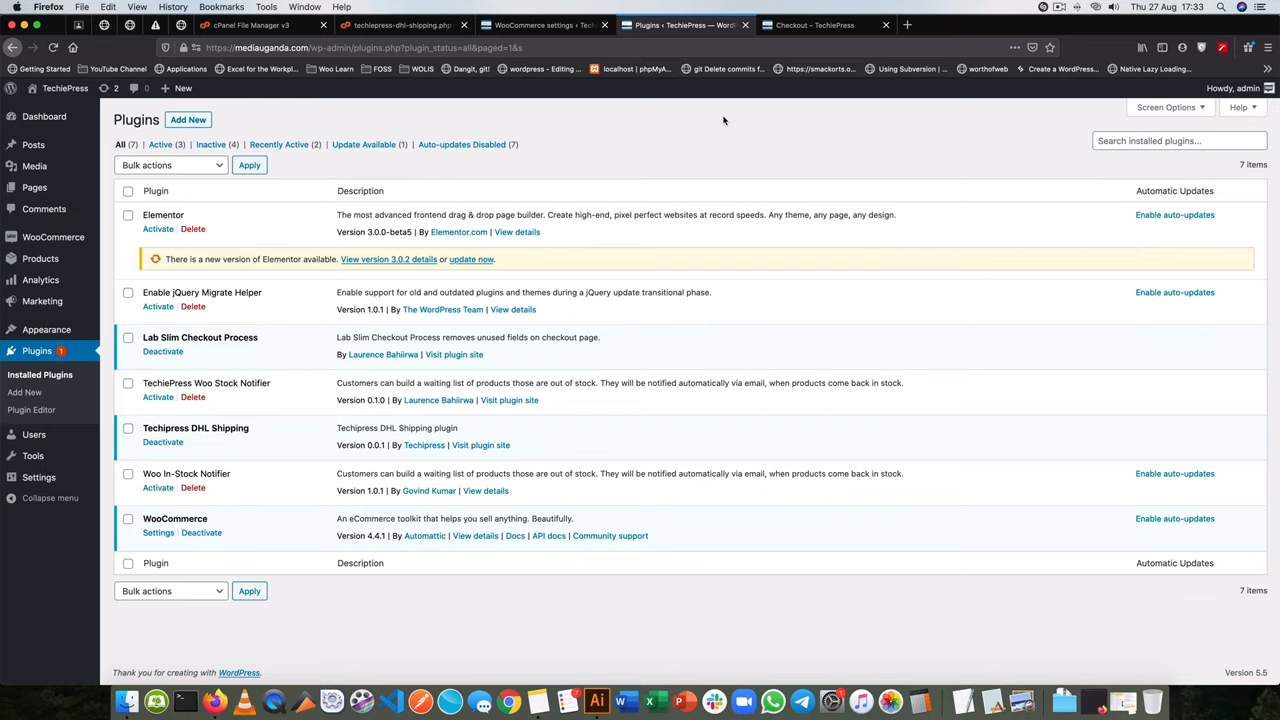 Firefox File Edit View History Bookmarks Tools Window Help Thu 27 Aug 17:33
cPanel File Manager v3
techiepress-dhl-shipping.php
WooCommerce settings ‹ Tech
Plugins ‹ TechiePress — WordP
Checkout – TechiePress
https://mediauganda.com/wp-admin/plugins.php?plugin_status=all&paged=1&s
Getting Started YouTube Channel Applications Excel for the Workpl... Woo Learn FOSS WOLIS Dangit, git! wordpress - Editing ... localhost | phpMyA... git Delete commits f... https://smackorts.o... Using Subversion | ... worthofweb Create a WordPress... Native Lazy Loading...
TechiePress 2 0 New Howdy, admin
Screen Options Help
Dashboard
Posts
Media
Pages
Comments
WooCommerce
Products
Analytics
Marketing
Appearance
Plugins 1
Installed Plugins
Add New
Plugin Editor
Users
Tools
Settings
Collapse menu
Plugins Add New
All (7) | Active (3) | Inactive (4) | Recently Active (2) | Update Available (1) | Auto-updates Disabled (7)
Search installed plugins...
Bulk actions Apply
7 items
Plugin Description Automatic Updates
Elementor
Activate | Delete
The most advanced frontend drag & drop page builder. Create high-end, pixel perfect websites at record speeds. Any theme, any page, any design.
Version 3.0.0-beta5 | By Elementor.com | View details
Enable auto-updates
There is a new version of Elementor available. View version 3.0.2 details or update now.
Enable jQuery Migrate Helper
Activate | Delete
Enable support for old and outdated plugins and themes during a jQuery update transitional phase.
Version 1.0.1 | By The WordPress Team | View details
Enable auto-updates
Lab Slim Checkout Process
Deactivate
Lab Slim Checkout Process removes unused fields on checkout page.
By Laurence Bahiirwa | Visit plugin site
TechiePress Woo Stock Notifier
Activate | Delete
Customers can build a waiting list of products those are out of stock. They will be notified automatically via email, when products come back in stock.
Version 0.1.0 | By Laurence Bahiirwa | Visit plugin site
Techipress DHL Shipping
Deactivate
Techipress DHL Shipping plugin
Version 0.0.1 | By Techipress | Visit plugin site
Woo In-Stock Notifier
Activate | Delete
Customers can build a waiting list of products those are out of stock. They will be notified automatically via email, when products come back in stock.
Version 1.0.1 | By Govind Kumar | View details
Enable auto-updates
WooCommerce
Settings | Deactivate
An eCommerce toolkit that helps you sell anything. Beautifully.
Version 4.4.1 | By Automattic | View details | Docs | API docs | Community support
Enable auto-updates
Plugin Description Automatic Updates
Bulk actions Apply
7 items
Thank you for creating with WordPress.
Version 5.5